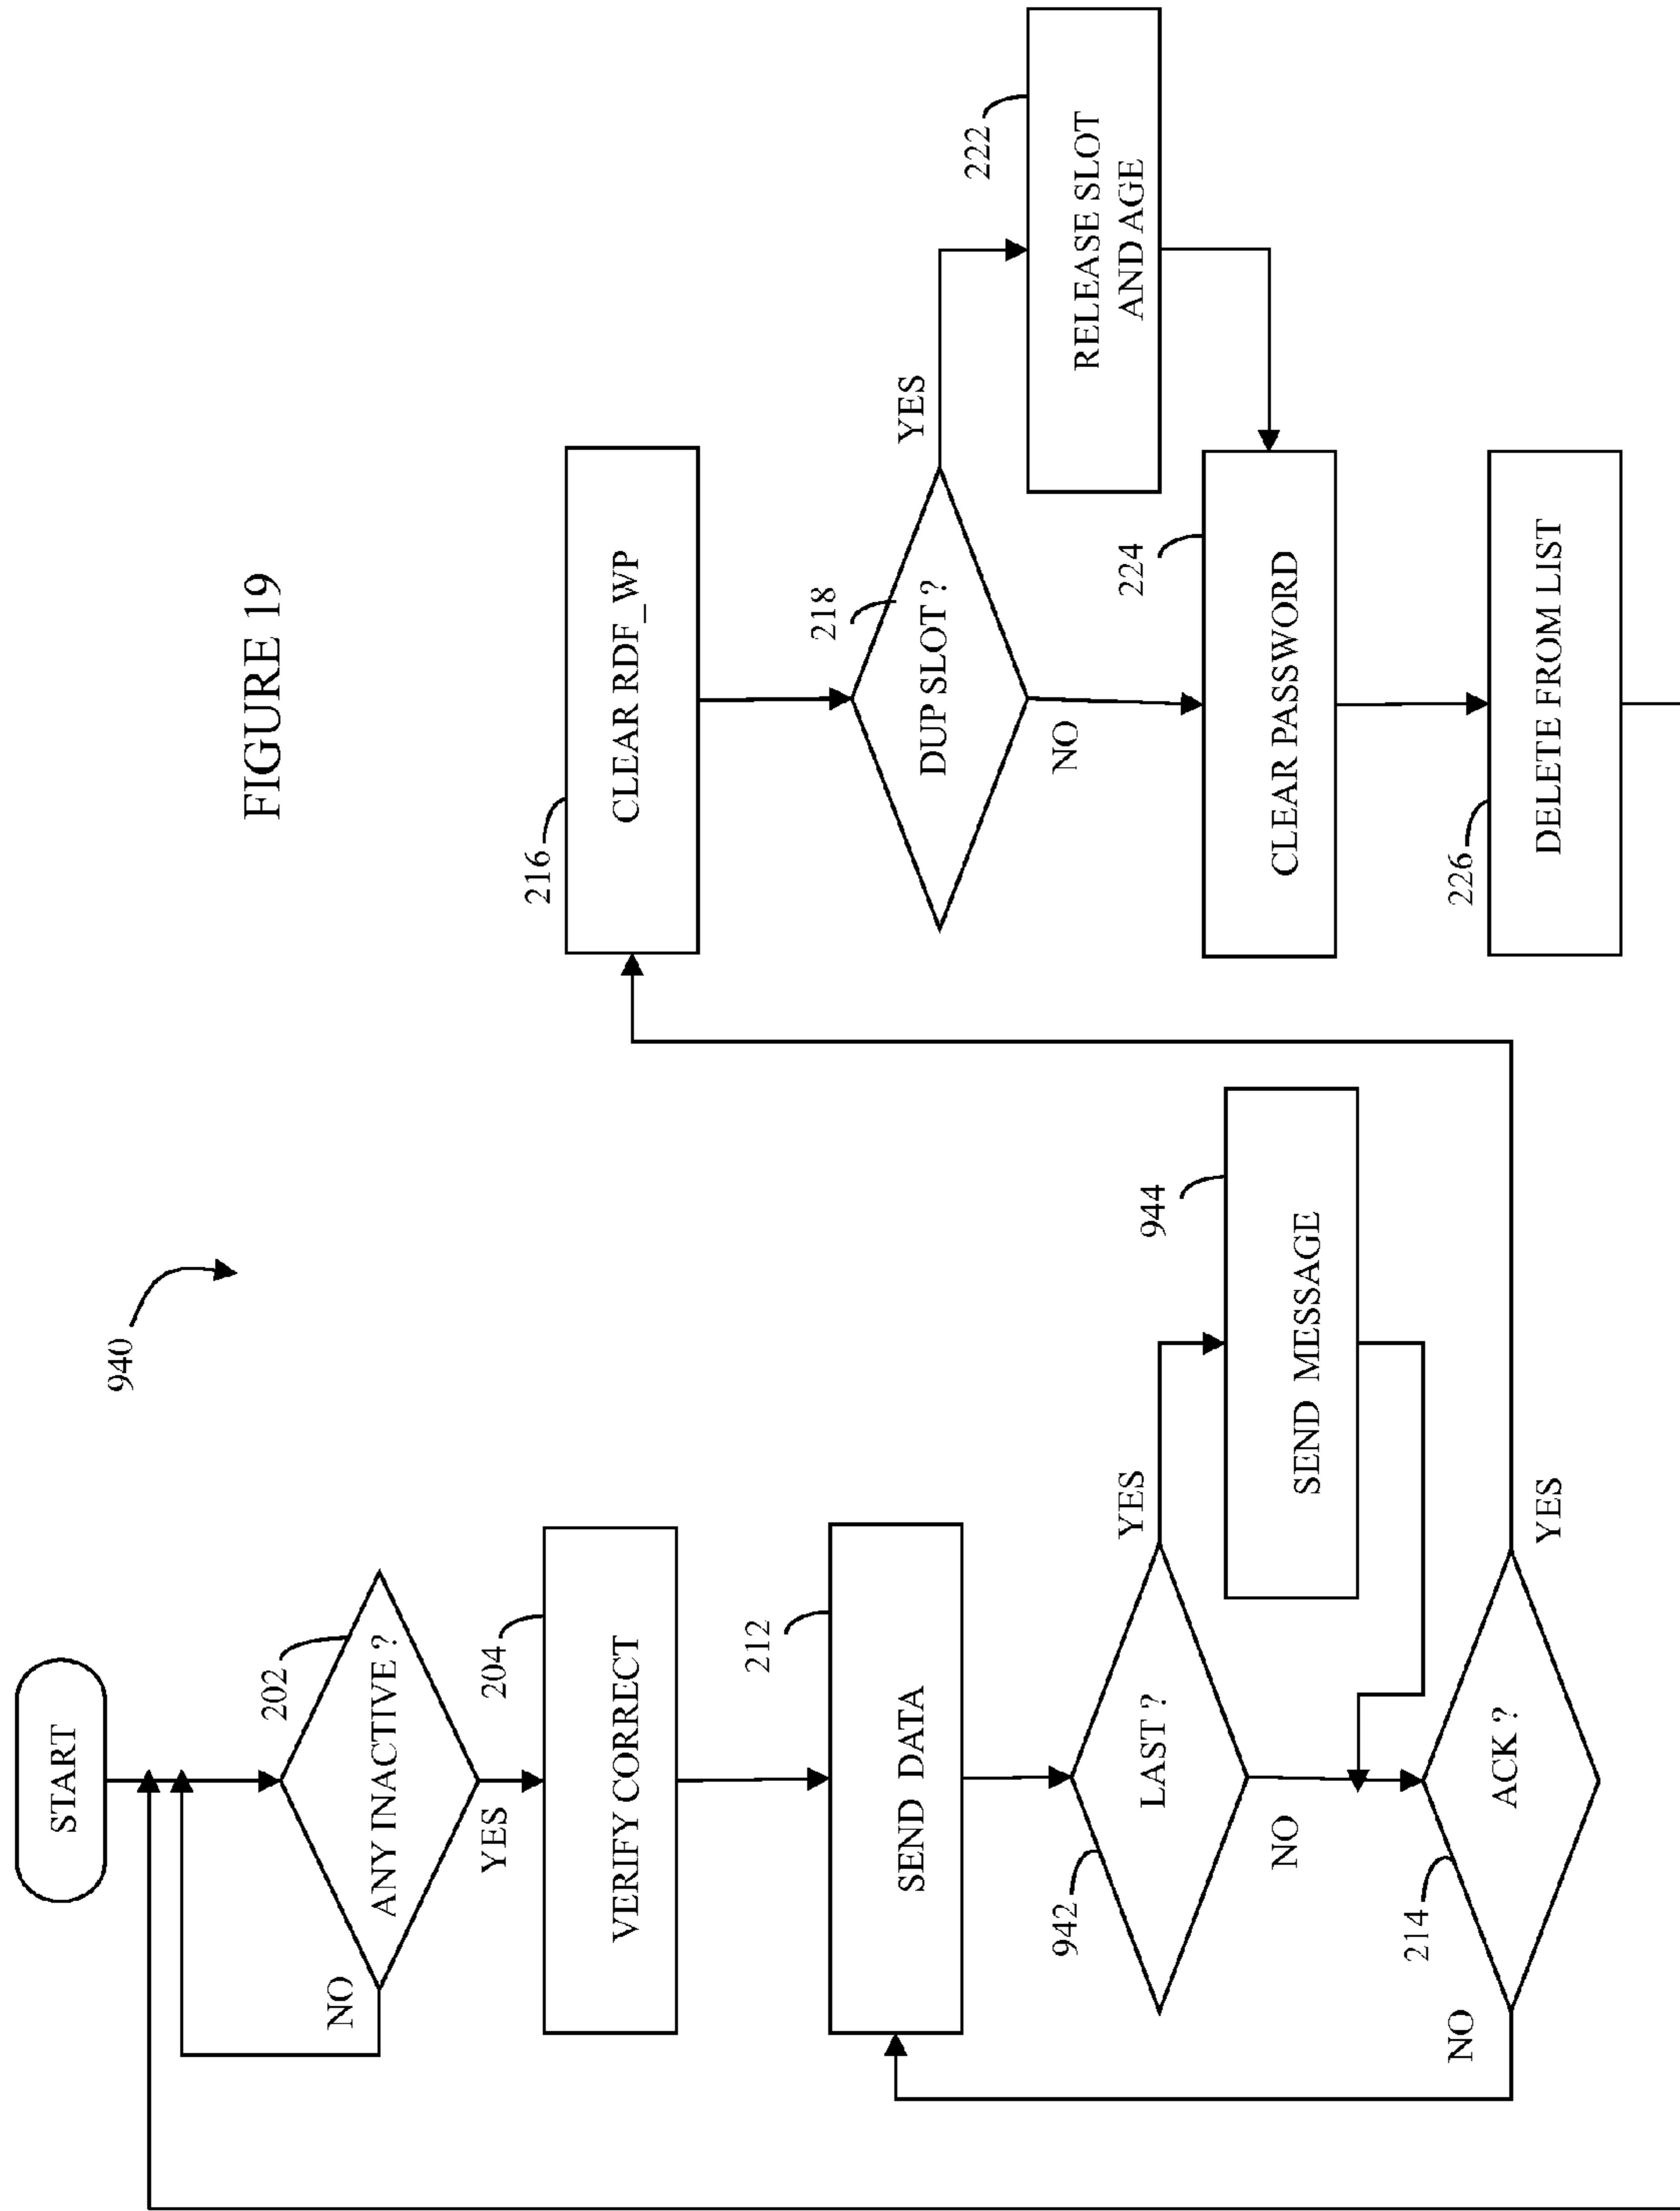 FIGURE 19
940
START
202
ANY INACTIVE ?
NO
YES
204
VERIFY CORRECT
212
SEND DATA
942
LAST ?
YES
NO
944
SEND MESSAGE
214
ACK ?
NO
YES
216
CLEAR RDF_WP
218
DUP SLOT ?
YES
NO
222
RELEASE SLOT
AND AGE
224
CLEAR PASSWORD
226
DELETE FROM LIST